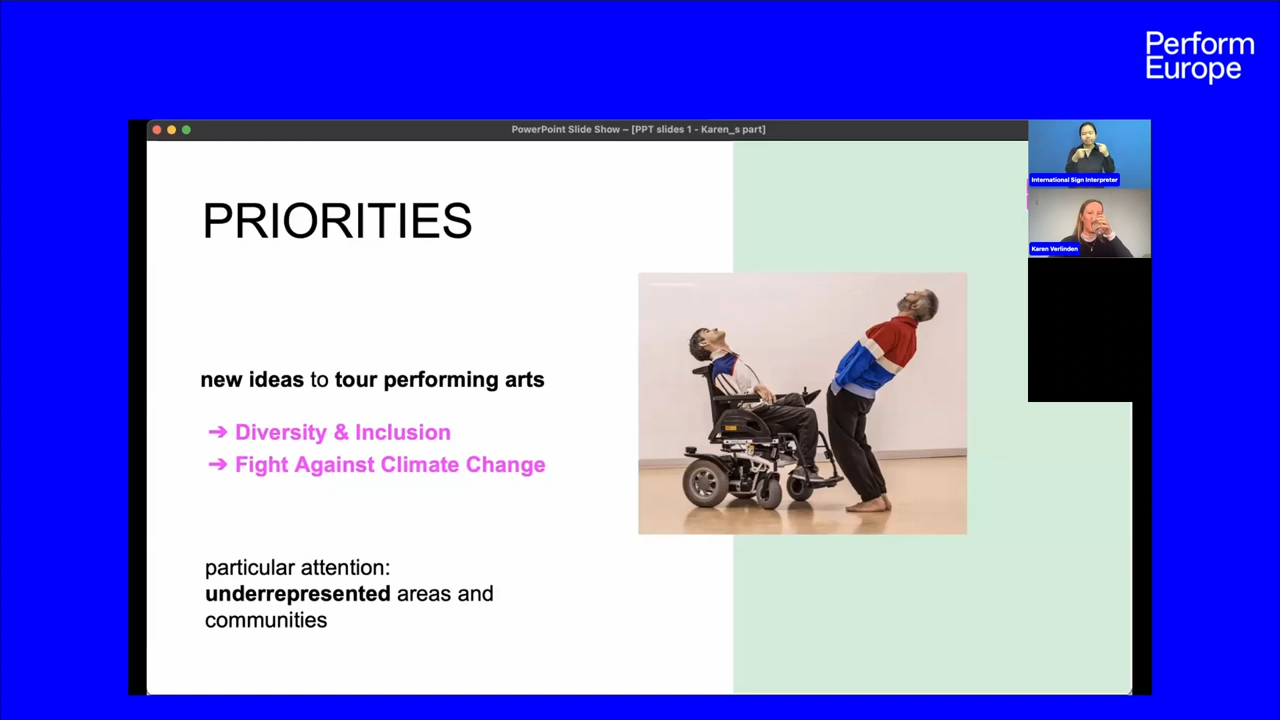 Perform
Europe
PowerPoint Slide Show – [PPT slides 1 - Karen_s part]
International Sign Interpreter
Karen Verlinden
PRIORITIES
new ideas to tour performing arts
➔ Diversity & Inclusion
➔ Fight Against Climate Change
particular attention:
underrepresented areas and
communities